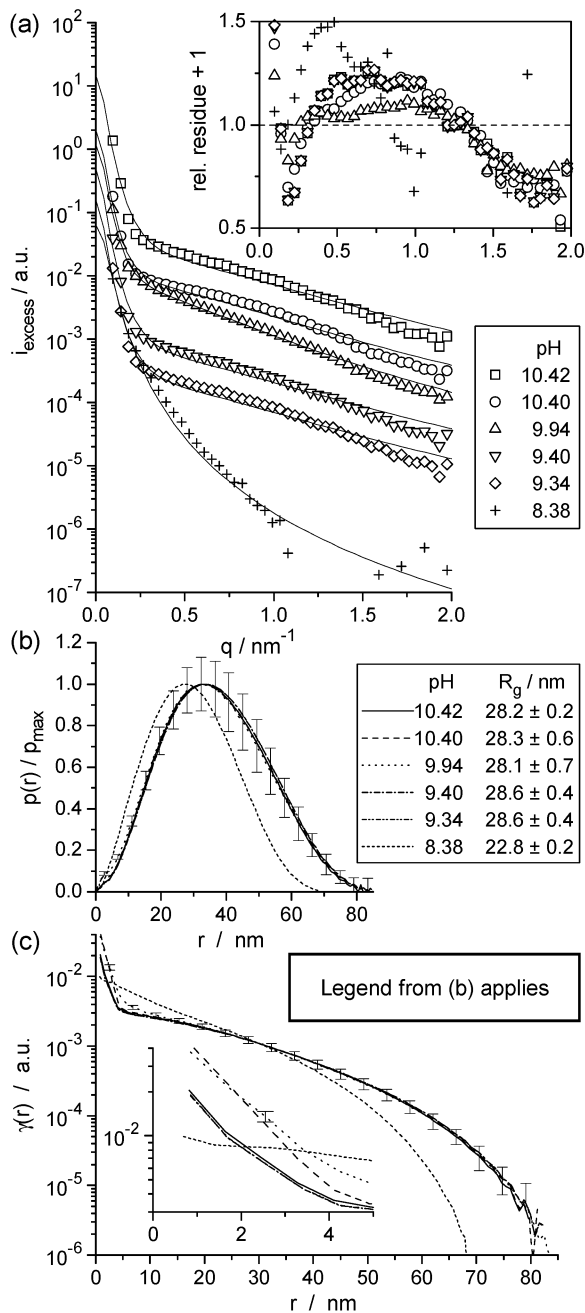 (a)
i_excess / a.u.
10^2
10^1
10^0
10^-1
10^-2
10^-3
10^-4
10^-5
10^-6
10^-7
0.0 0.5 1.0 1.5 2.0
q / nm^-1
rel. residue + 1
1.5
1.0
0.5
0.0 0.5 1.0 1.5 2.0
pH
10.42
10.40
9.94
9.40
9.34
8.38
(b)
p(r) / p_max
1.2
1.0
0.8
0.6
0.4
0.2
0.0
0 20 40 60 80
r / nm
pH R_g / nm
10.42 28.2 ± 0.2
10.40 28.3 ± 0.6
9.94 28.1 ± 0.7
9.40 28.6 ± 0.4
9.34 28.6 ± 0.4
8.38 22.8 ± 0.2
(c)
Legend from (b) applies
γ(r) / a.u.
10^-2
10^-3
10^-4
10^-5
10^-6
10^-2
0 2 4
0 10 20 30 40 50 60 70 80
r / nm